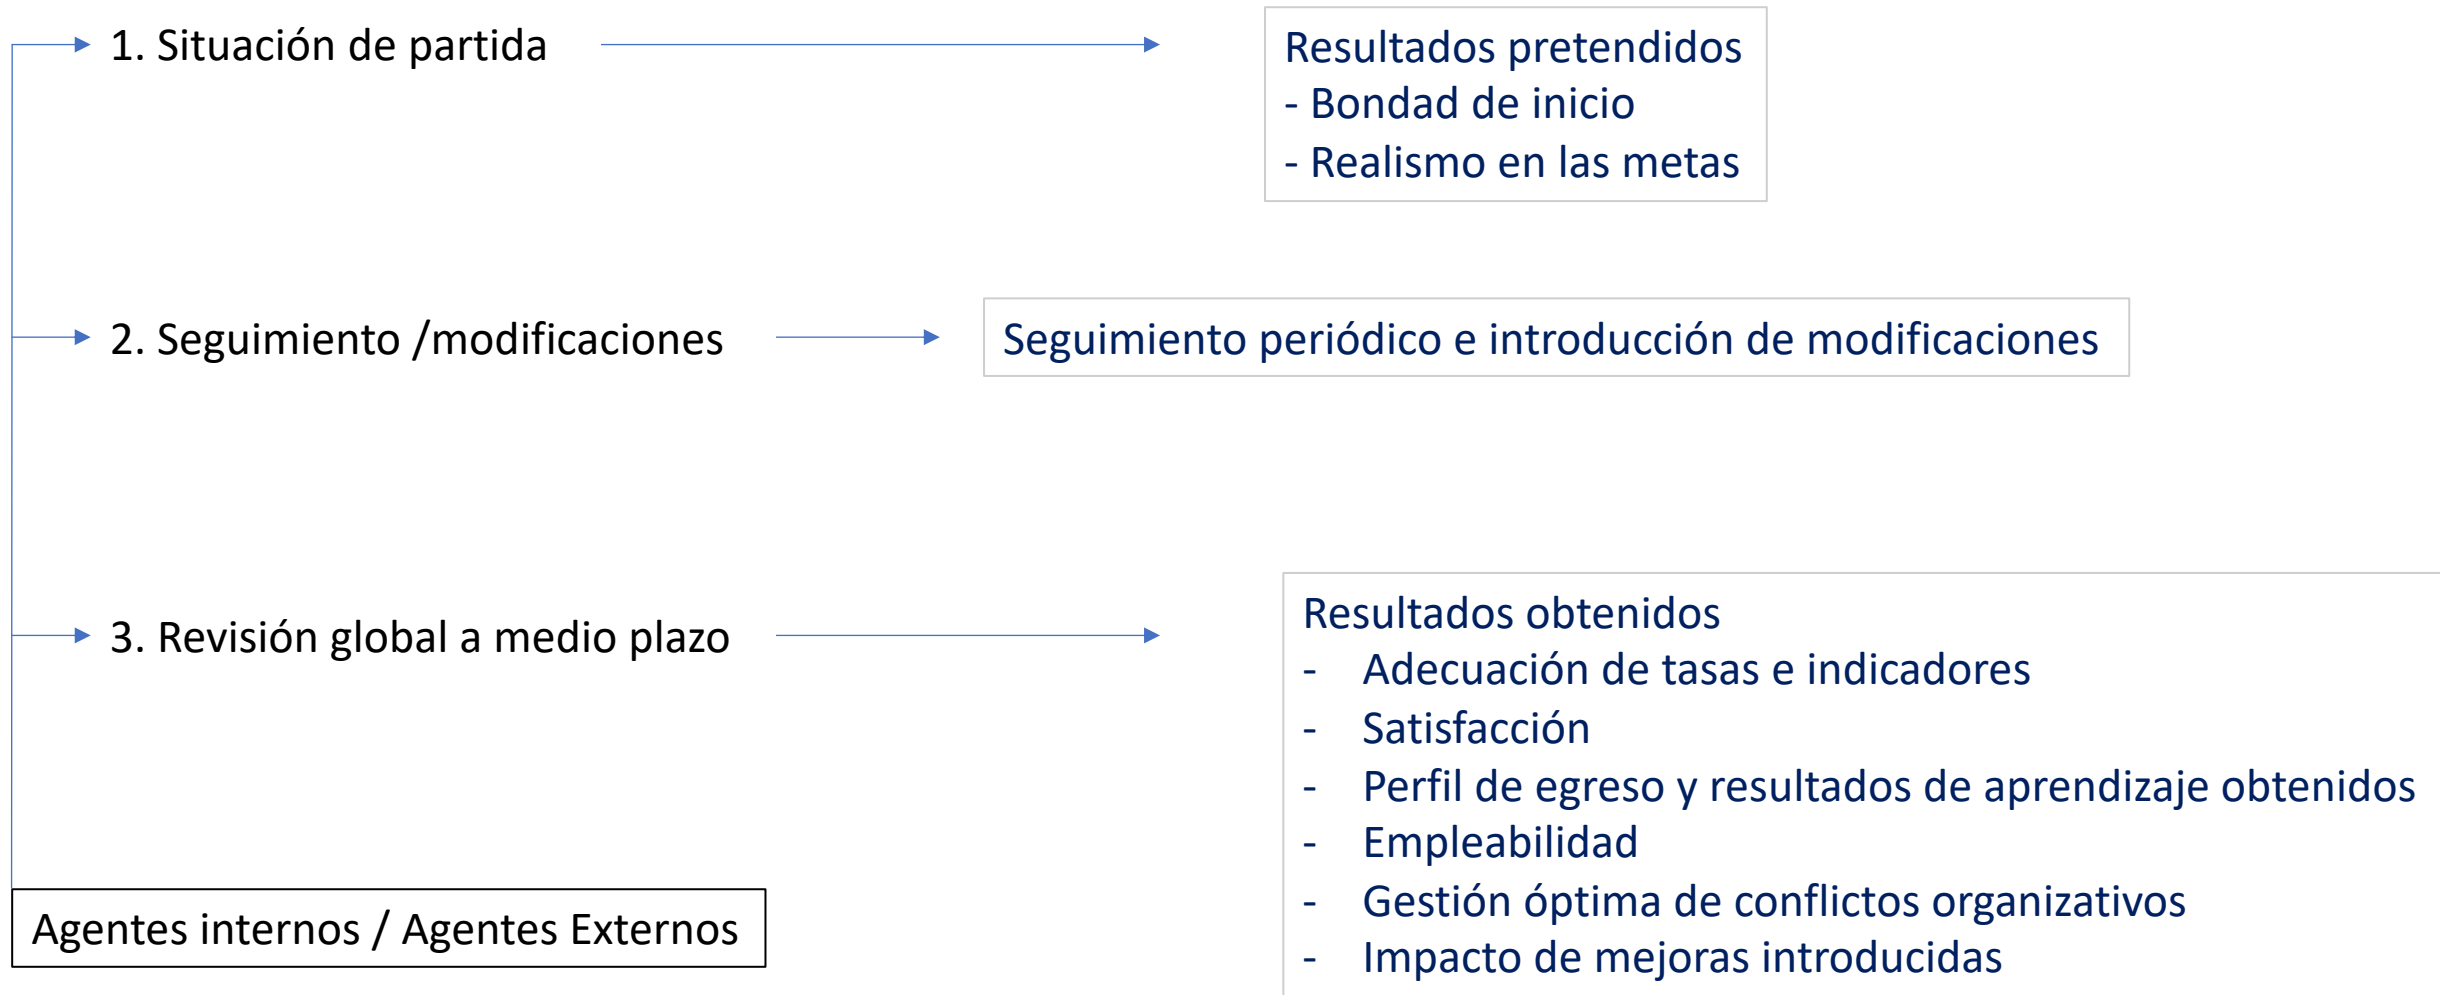 1. Situación de partida
Resultados pretendidos
- Bondad de inicio
- Realismo en las metas
2. Seguimiento /modificaciones
Seguimiento periódico e introducción de modificaciones
3. Revisión global a medio plazo
Resultados obtenidos
- Adecuación de tasas e indicadores
- Satisfacción
- Perfil de egreso y resultados de aprendizaje obtenidos
- Empleabilidad
- Gestión óptima de conflictos organizativos
- Impacto de mejoras introducidas
Agentes internos / Agentes Externos